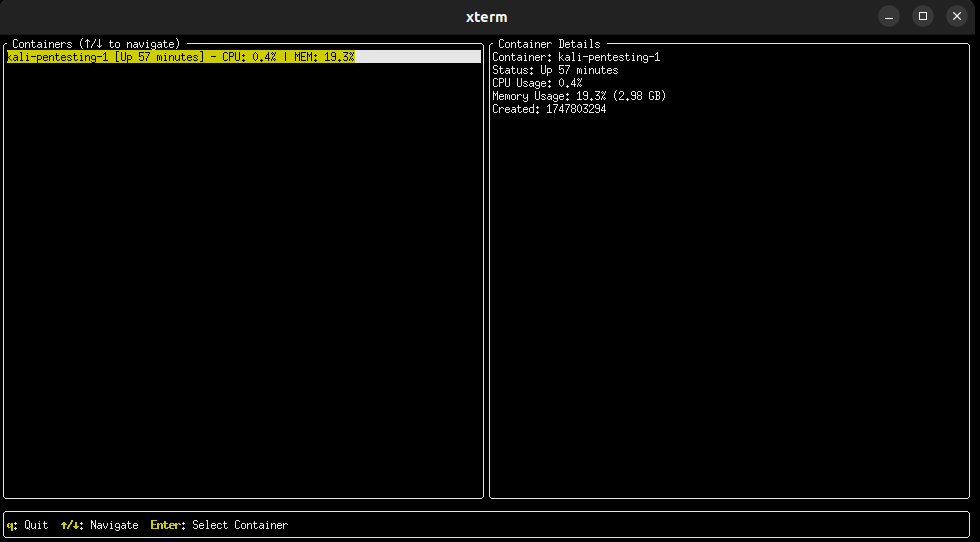 xterm
Containers (↑/↓ to navigate)
kali-pentesting-1 [Up 57 minutes] - CPU: 0.4% | MEM: 19.3%
Container Details
Container: kali-pentesting-1
Status: Up 57 minutes
CPU Usage: 0.4%
Memory Usage: 19.3% (2.98 GB)
Created: 1747803294
q: Quit ↑/↓: Navigate Enter: Select Container